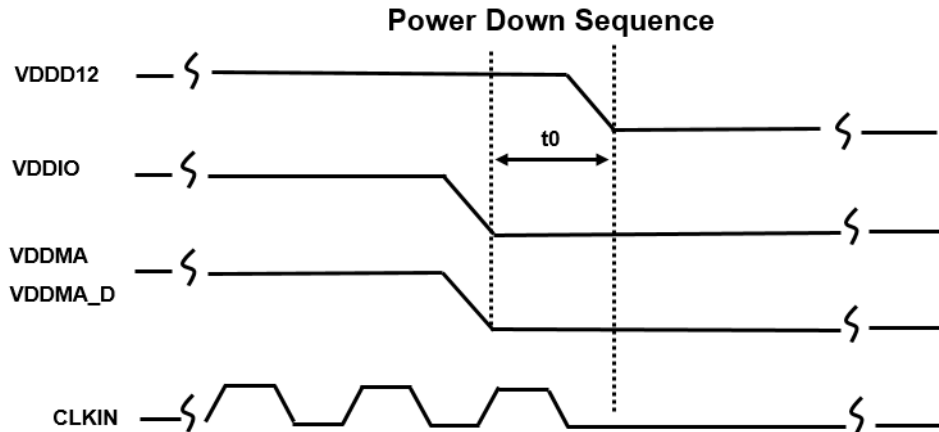 Power Down Sequence
VDDD12
t0
VDDIO
VDDMA
VDDMA_D
CLKIN